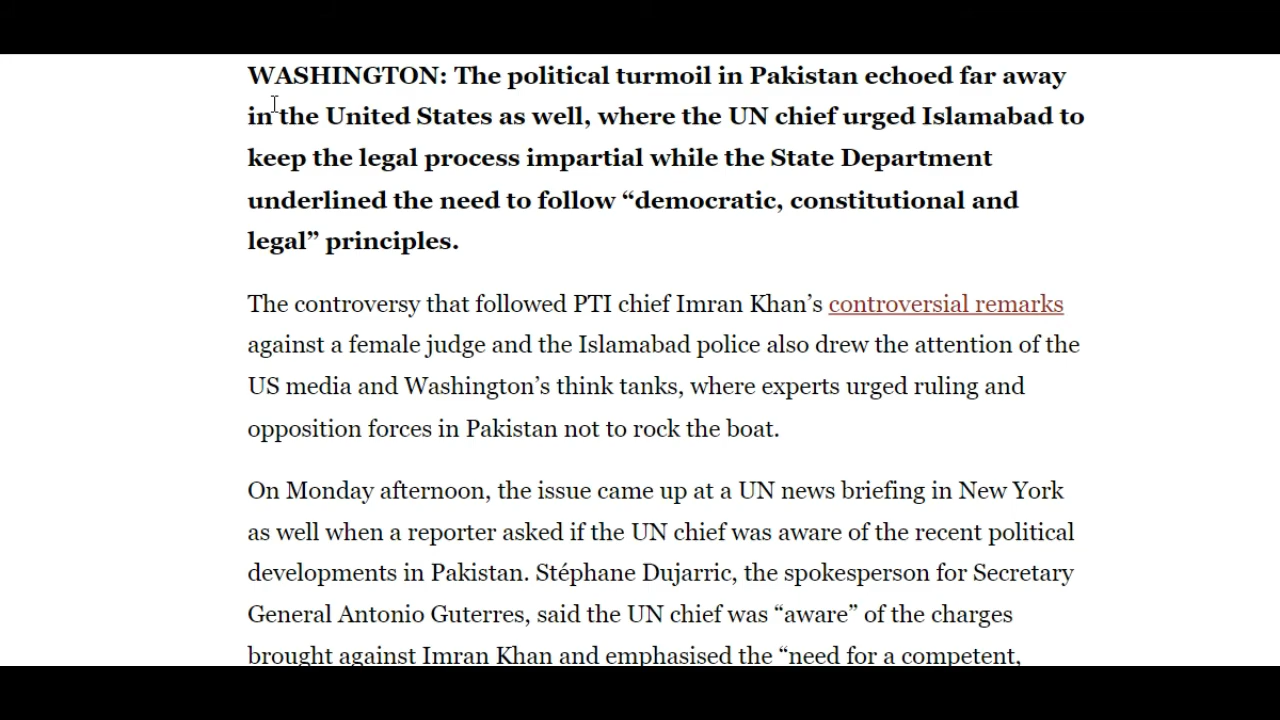 WASHINGTON: The political turmoil in Pakistan echoed far away
in the United States as well, where the UN chief urged Islamabad to
keep the legal process impartial while the State Department
underlined the need to follow “democratic, constitutional and
legal” principles.
The controversy that followed PTI chief Imran Khan’s controversial remarks
against a female judge and the Islamabad police also drew the attention of the
US media and Washington’s think tanks, where experts urged ruling and
opposition forces in Pakistan not to rock the boat.
On Monday afternoon, the issue came up at a UN news briefing in New York
as well when a reporter asked if the UN chief was aware of the recent political
developments in Pakistan. Stéphane Dujarric, the spokesperson for Secretary
General Antonio Guterres, said the UN chief was “aware” of the charges
brought against Imran Khan and emphasised the “need for a competent,